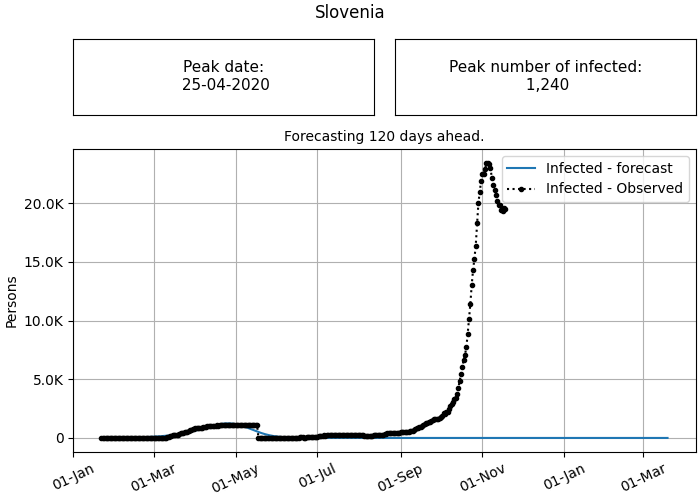 Slovenia
Peak date:
25-04-2020
Peak number of infected:
1,240
Forecasting 120 days ahead.
Infected - forecast
Infected - Observed
Persons
20.0K
15.0K
10.0K
5.0K
0
01-Jan
01-Mar
01-May
01-Jul
01-Sep
01-Nov
01-Jan
01-Mar